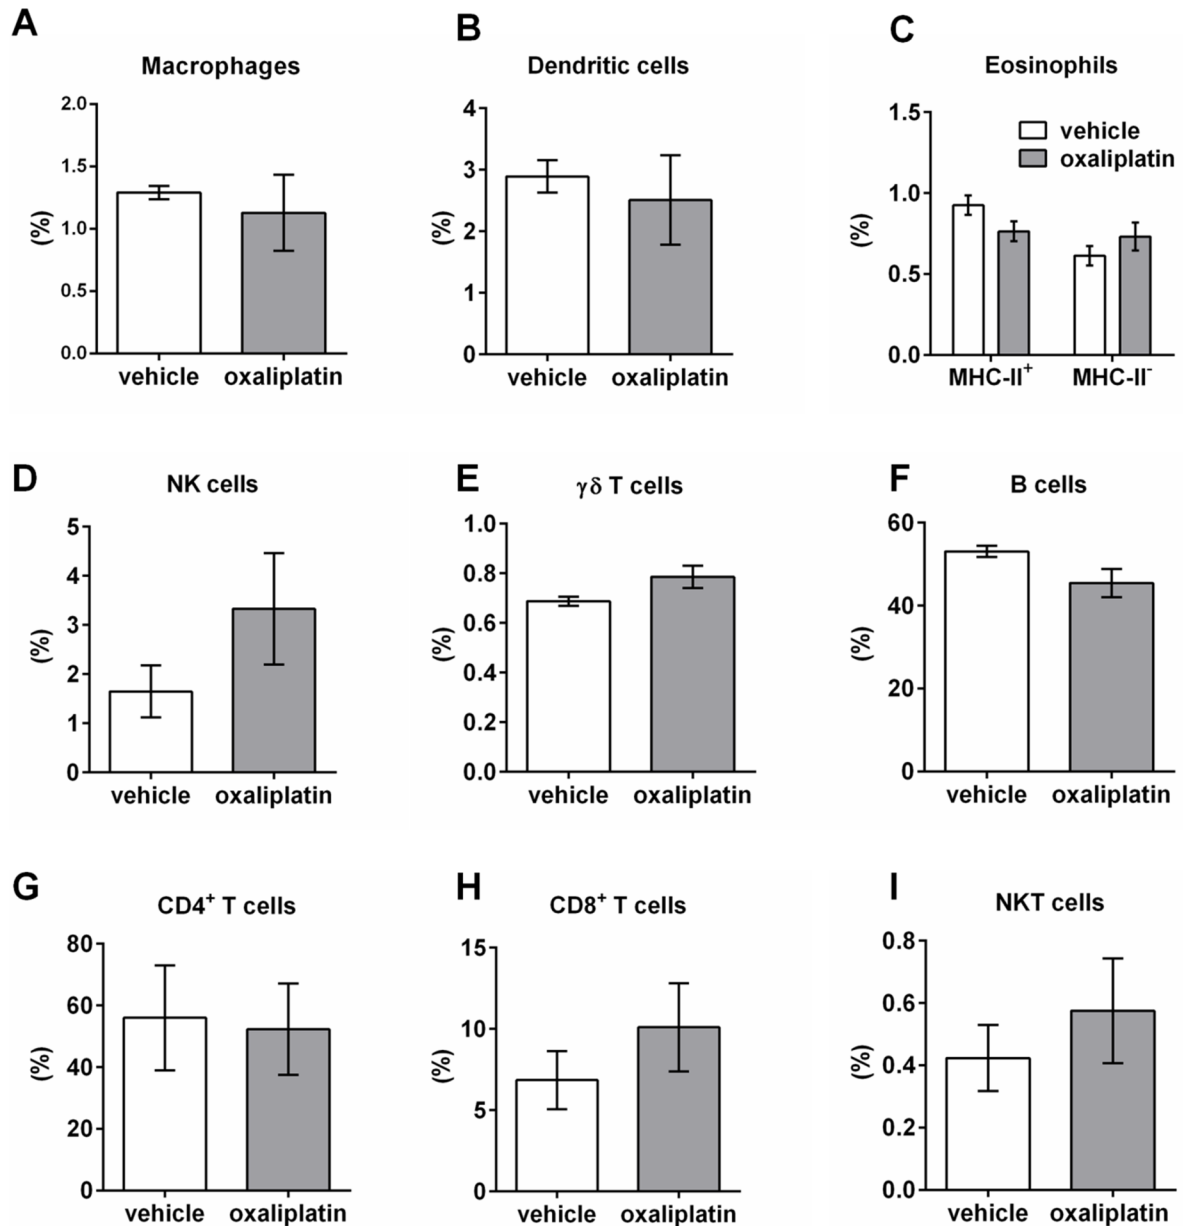 A
Macrophages
2.0
1.5
1.0
0.5
0.0
(%)
vehicle oxaliplatin
B
Dendritic cells
4
3
2
1
0
(%)
vehicle oxaliplatin
C
Eosinophils
1.5
1.0
0.5
0.0
(%)
vehicle
oxaliplatin
MHC-II⁺ MHC-II⁻
D
NK cells
5
4
3
2
1
0
(%)
vehicle oxaliplatin
E
γδ T cells
1.0
0.8
0.6
0.4
0.2
0.0
(%)
vehicle oxaliplatin
F
B cells
60
40
20
0
(%)
vehicle oxaliplatin
G
CD4⁺ T cells
80
60
40
20
0
(%)
vehicle oxaliplatin
H
CD8⁺ T cells
15
10
5
0
(%)
vehicle oxaliplatin
I
NKT cells
0.8
0.6
0.4
0.2
0.0
(%)
vehicle oxaliplatin